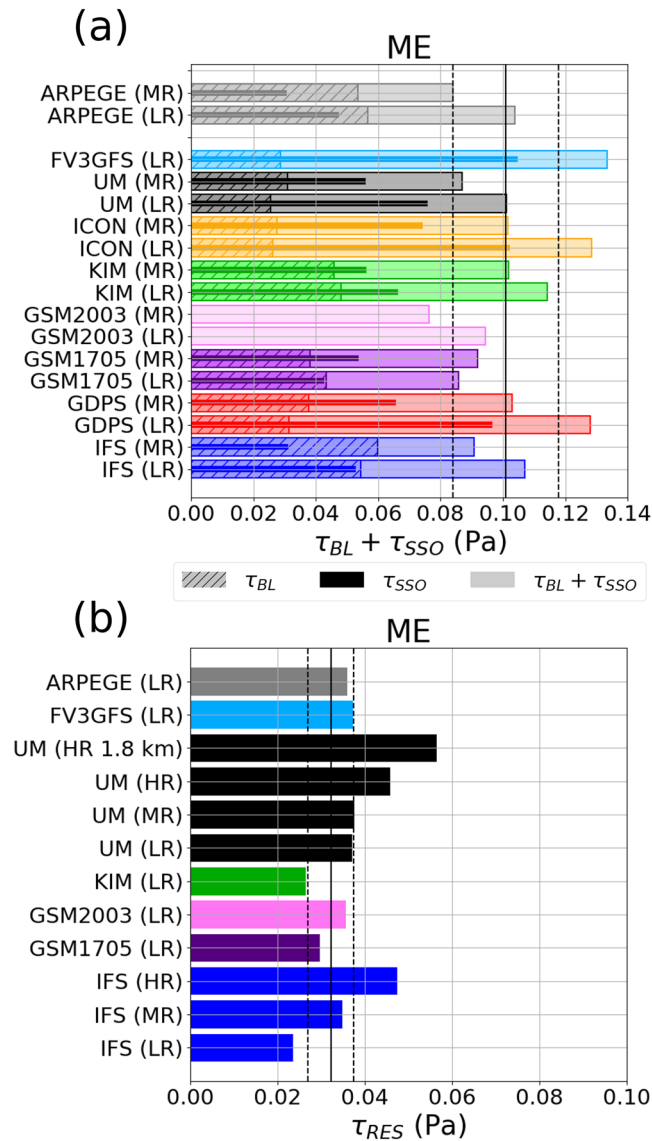 (a)
ME
ARPEGE (MR)
ARPEGE (LR)
FV3GFS (LR)
UM (MR)
UM (LR)
ICON (MR)
ICON (LR)
KIM (MR)
KIM (LR)
GSM2003 (MR)
GSM2003 (LR)
GSM1705 (MR)
GSM1705 (LR)
GDPS (MR)
GDPS (LR)
IFS (MR)
IFS (LR)
0.00 0.02 0.04 0.06 0.08 0.10 0.12 0.14
τBL + τSSO (Pa)
τBL τSSO τBL + τSSO
(b)
ME
ARPEGE (LR)
FV3GFS (LR)
UM (HR 1.8 km)
UM (HR)
UM (MR)
UM (LR)
KIM (LR)
GSM2003 (LR)
GSM1705 (LR)
IFS (HR)
IFS (MR)
IFS (LR)
0.00 0.02 0.04 0.06 0.08 0.10
τRES (Pa)